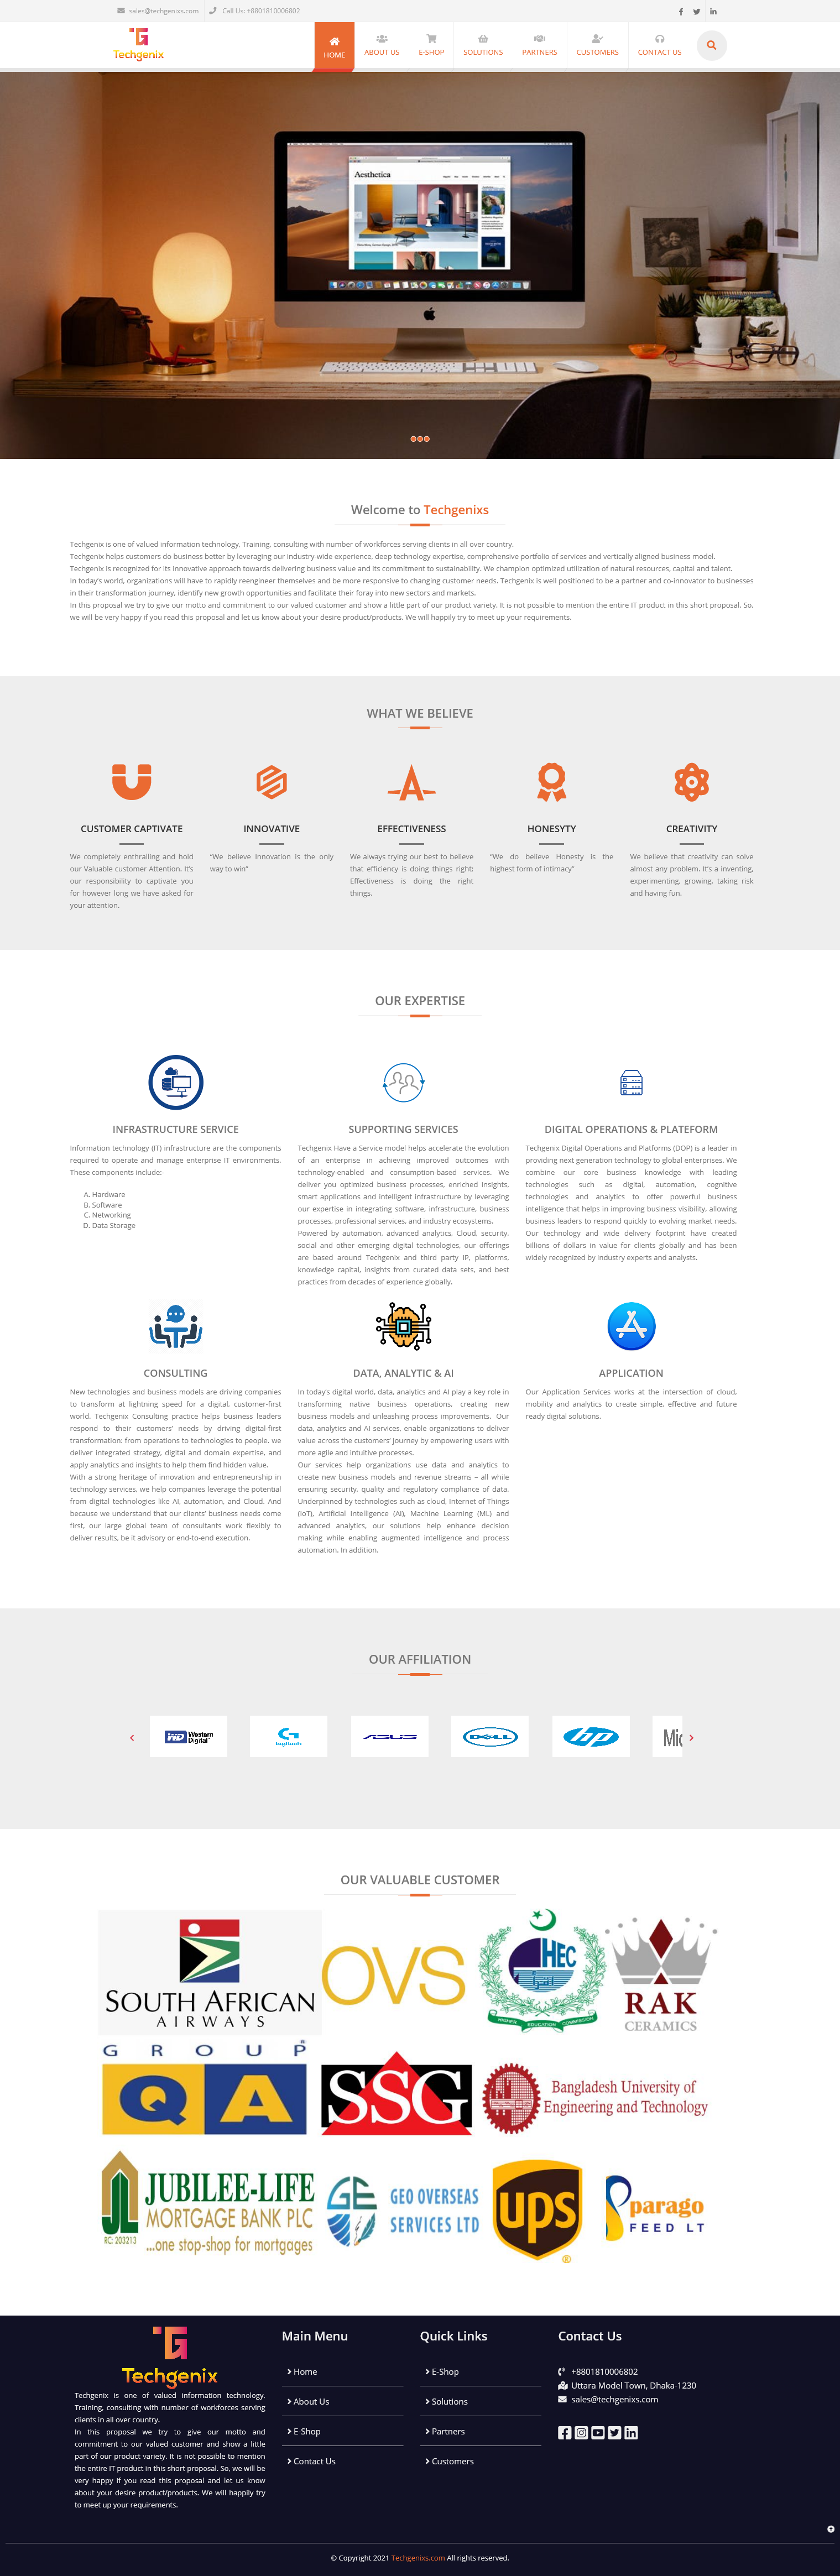 sales@techgenixs.com
Call Us: +8801810006802
Techgenix
HOME
ABOUT US
E-SHOP
SOLUTIONS
PARTNERS
CUSTOMERS
CONTACT US
Aesthetica
Welcome to Techgenixs
Techgenix is one of valued information technology, Training, consulting with number of workforces serving clients in all over country.
Techgenix helps customers do business better by leveraging our industry-wide experience, deep technology expertise, comprehensive portfolio of services and vertically aligned business model.
Techgenix is recognized for its innovative approach towards delivering business value and its commitment to sustainability. We champion optimized utilization of natural resources, capital and talent.
In today's world, organizations will have to rapidly reengineer themselves and be more responsive to changing customer needs. Techgenix is well positioned to be a partner and co-innovator to businesses
in their transformation journey, identify new growth opportunities and facilitate their foray into new sectors and markets.
In this proposal we try to give our motto and commitment to our valued customer and show a little part of our product variety. It is not possible to mention the entire IT product in this short proposal. So,
we will be very happy if you read this proposal and let us know about your desire product/products. We will happily try to meet up your requirements.
WHAT WE BELIEVE
CUSTOMER CAPTIVATE
We completely enthralling and hold
our Valuable customer Attention. It's
our responsibility to captivate you
for however long we have asked for
your attention.
INNOVATIVE
"We believe Innovation is the only
way to win"
EFFECTIVENESS
We always trying our best to believe
that efficiency is doing things right;
Effectiveness is doing the right
things.
HONESYTY
"We do believe Honesty is the
highest form of intimacy"
CREATIVITY
We believe that creativity can solve
almost any problem. It's a inventing,
experimenting, growing, taking risk
and having fun.
OUR EXPERTISE
INFRASTRUCTURE SERVICE
Information technology (IT) infrastructure are the components
required to operate and manage enterprise IT environments.
These components include:-
A. Hardware
B. Software
C. Networking
D. Data Storage
SUPPORTING SERVICES
Techgenix Have a Service model helps accelerate the evolution
of an enterprise in achieving improved outcomes with
technology-enabled and consumption-based services. We
deliver you optimized business processes, enriched insights,
smart applications and intelligent infrastructure by leveraging
our expertise in integrating software, infrastructure, business
processes, professional services, and industry ecosystems.
Powered by automation, advanced analytics, Cloud, security,
social and other emerging digital technologies, our offerings
are based around Techgenix and third party IP, platforms,
knowledge capital, insights from curated data sets, and best
practices from decades of experience globally.
DIGITAL OPERATIONS & PLATEFORM
Techgenix Digital Operations and Platforms (DOP) is a leader in
providing next generation technology to global enterprises. We
combine our core business knowledge with leading
technologies such as digital, automation, cognitive
technologies and analytics to offer powerful business
intelligence that helps in improving business visibility, allowing
business leaders to respond quickly to evolving market needs.
Our technology and wide delivery footprint have created
billions of dollars in value for clients globally and has been
widely recognized by industry experts and analysts.
CONSULTING
New technologies and business models are driving companies
to transform at lightning speed for a digital, customer-first
world. Techgenix Consulting practice helps business leaders
respond to their customers' needs by driving digital-first
transformation: from operations to technologies to people, we
deliver integrated strategy, digital and domain expertise, and
apply analytics and insights to help them find hidden value.
With a strong heritage of innovation and entrepreneurship in
technology services, we help companies leverage the potential
from digital technologies like AI, automation, and Cloud. And
because we understand that our clients' business needs come
first, our large global team of consultants work flexibly to
deliver results, be it advisory or end-to-end execution.
DATA, ANALYTIC & AI
In today's digital world, data, analytics and AI play a key role in
transforming native business operations, creating new
business models and unleashing process improvements. Our
data, analytics and AI services, enable organizations to deliver
value across the customers' journey by empowering users with
more agile and intuitive processes.
Our services help organizations use data and analytics to
create new business models and revenue streams – all while
ensuring security, quality and regulatory compliance of data.
Underpinned by technologies such as cloud, Internet of Things
(IoT), Artificial Intelligence (AI), Machine Learning (ML) and
advanced analytics, our solutions help enhance decision
making while enabling augmented intelligence and process
automation. In addition.
APPLICATION
Our Application Services works at the intersection of cloud,
mobility and analytics to create simple, effective and future
ready digital solutions.
OUR AFFILIATION
WD Western Digital
logitech
ASUS
DELL
hp
Mic
OUR VALUABLE CUSTOMER
SOUTH AFRICAN
AIRWAYS
OVS
HEC
HIGHER EDUCATION COMMISSION
RAK
CERAMICS
GROUP
QA
SSG
Bangladesh University of
Engineering and Technology
JUBILEE-LIFE
MORTGAGE BANK PLC
RC: 203213
...one stop-shop for mortgages
GEO OVERSEAS
SERVICES LTD
ups
parago
FEED LT
Techgenix
Techgenix is one of valued information technology,
Training, consulting with number of workforces serving
clients in all over country.
In this proposal we try to give our motto and
commitment to our valued customer and show a little
part of our product variety. It is not possible to mention
the entire IT product in this short proposal. So, we will be
very happy if you read this proposal and let us know
about your desire product/products. We will happily try
to meet up your requirements.
Main Menu
Home
About Us
E-Shop
Contact Us
Quick Links
E-Shop
Solutions
Partners
Customers
Contact Us
+8801810006802
Uttara Model Town, Dhaka-1230
sales@techgenixs.com
© Copyright 2021 Techgenixs.com All rights reserved.